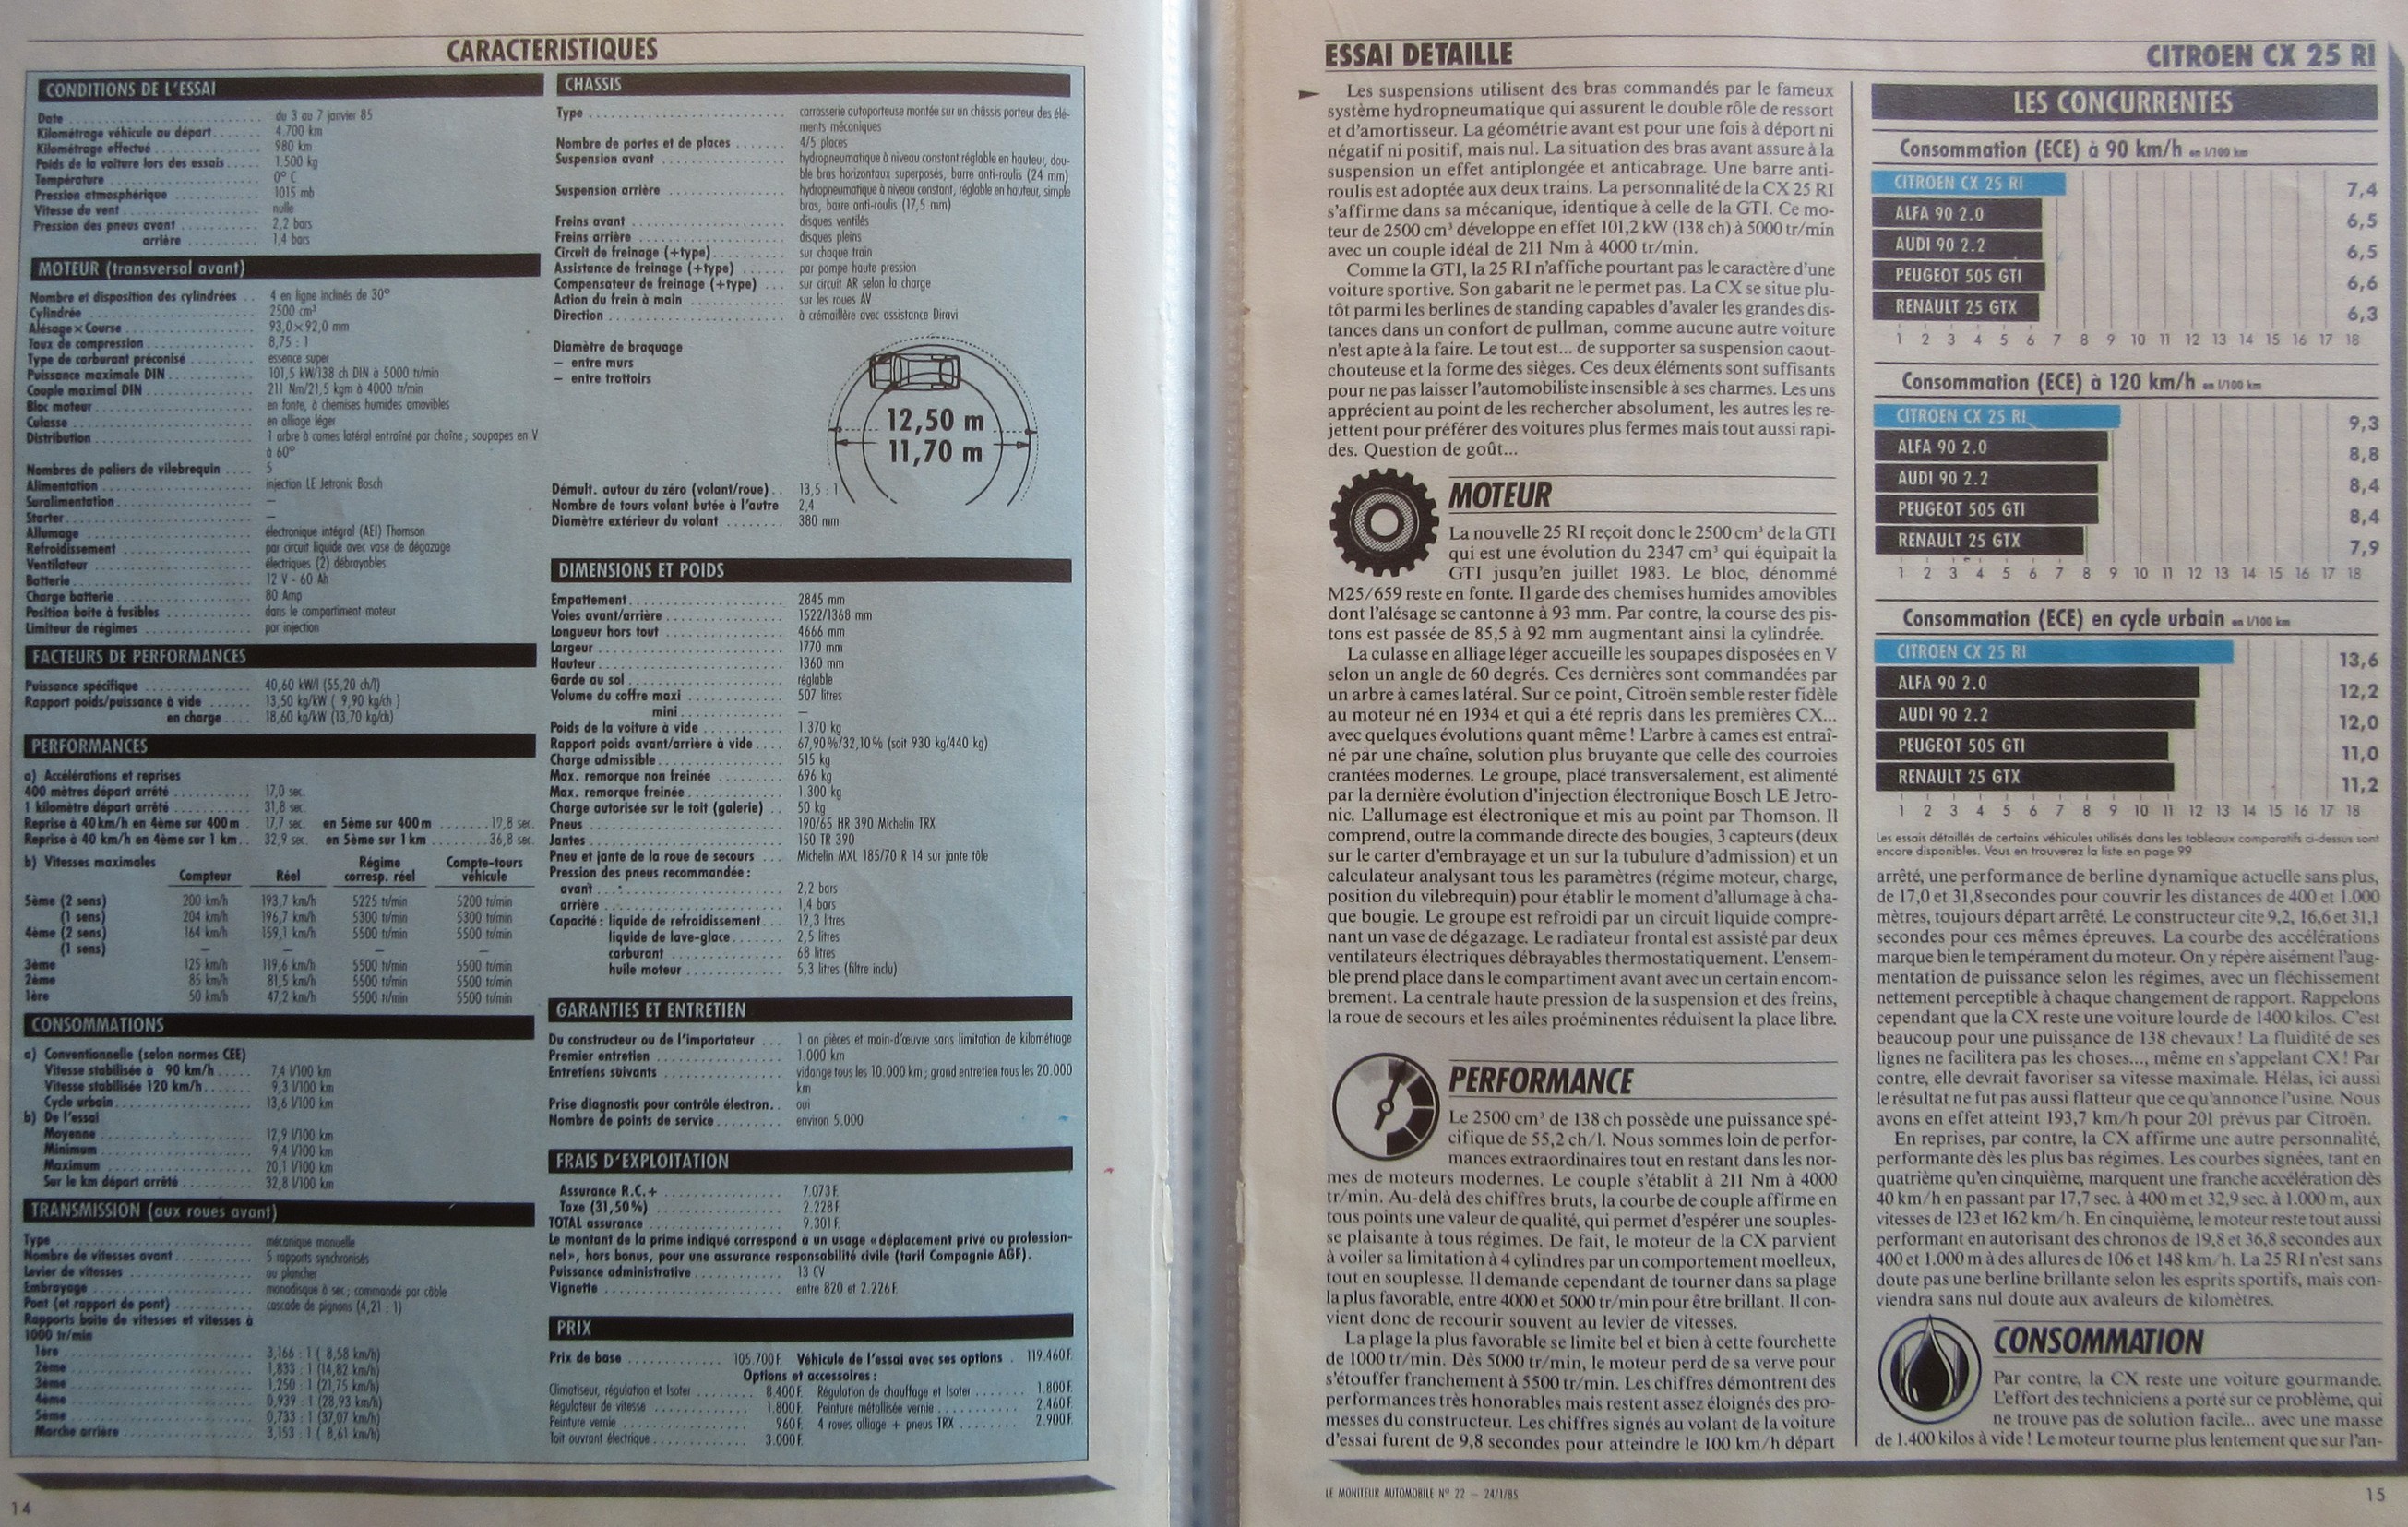 CARACTERISTIQUES
CONDITIONS DE L'ESSAI
Date du 3 au 7 janvier 85
Kilométrage véhicule au départ 4.700 km
Kilométrage effectué 980 km
Poids de la voiture lors des essais 1.500 kg
Température 0° C
Pression atmosphérique 1015 mb
Vitesse du vent nulle
Pression des pneus avant 2,2 bars
arrière 1,4 bars
MOTEUR (transversal avant)
Nombre et disposition des cylindrées 4 en ligne inclinés de 30°
Cylindrée 2500 cm³
Alésage × Course 93,0 × 92,0 mm
Taux de compression 8,75 : 1
Type de carburant préconisé essence super
Puissance maximale DIN 101,5 kW/138 ch DIN à 5000 tr/min
Couple maximal DIN 211 Nm/21,5 kgm à 4000 tr/min
Bloc moteur en fonte, à chemises humides amovibles
Culasse en alliage léger
Distribution 1 arbre à cames latéral entraîné par chaîne ; soupapes en V
à 60°
Nombres de paliers de vilebrequin 5
Alimentation injection LE Jetronic Bosch
Suralimentation —
Starter —
Allumage électronique intégral (AEI) Thomson
Refroidissement par circuit liquide avec vase de dégazage
Ventilateur électriques (2) débrayables
Batterie 12 V - 60 Ah
Charge batterie 80 Amp
Position boîte à fusibles dans le compartiment moteur
Limiteur de régimes par injection
FACTEURS DE PERFORMANCES
Puissance spécifique 40,60 kW/l (55,20 ch/l)
Rapport poids/puissance à vide 13,50 kg/kW ( 9,90 kg/ch )
en charge 18,60 kg/kW (13,70 kg/ch)
PERFORMANCES
a) Accélérations et reprises
400 mètres départ arrêté 17,0 sec.
1 kilomètre départ arrêté 31,8 sec.
Reprise à 40 km/h en 4ème sur 400 m 17,7 sec. en 5ème sur 400 m 19,8 sec.
Reprise à 40 km/h en 4ème sur 1 km 32,9 sec. en 5ème sur 1 km 36,8 sec.
b) Vitesses maximales Compteur Réel Régime corresp. réel Compte-tours véhicule
5ème (2 sens) 200 km/h 193,7 km/h 5225 tr/min 5200 tr/min
(1 sens) 204 km/h 196,7 km/h 5300 tr/min 5300 tr/min
4ème (2 sens) 164 km/h 159,1 km/h 5500 tr/min 5500 tr/min
(1 sens) — — — —
3ème 125 km/h 119,6 km/h 5500 tr/min 5500 tr/min
2ème 85 km/h 81,5 km/h 5500 tr/min 5500 tr/min
1ère 50 km/h 47,2 km/h 5500 tr/min 5500 tr/min
CONSOMMATIONS
a) Conventionnelle (selon normes CEE)
Vitesse stabilisée à 90 km/h 7,4 l/100 km
Vitesse stabilisée 120 km/h 9,3 l/100 km
Cycle urbain 13,6 l/100 km
b) De l'essai
Moyenne 12,9 l/100 km
Minimum 9,4 l/100 km
Maximum 20,1 l/100 km
Sur le km départ arrêté 32,8 l/100 km
TRANSMISSION (aux roues avant)
Type mécanique manuelle
Nombre de vitesses avant 5 rapports synchronisés
Levier de vitesses au plancher
Embrayage monodisque à sec ; commandé par câble
Pont (et rapport de pont) cascade de pignons (4,21 : 1)
Rapports boîte de vitesses et vitesses à
1000 tr/min
1ère 3,166 : 1 ( 8,58 km/h)
2ème 1,833 : 1 (14,82 km/h)
3ème 1,250 : 1 (21,75 km/h)
4ème 0,939 : 1 (28,93 km/h)
5ème 0,733 : 1 (37,07 km/h)
Marche arrière 3,153 : 1 ( 8,61 km/h)
CHASSIS
Type carrosserie autoporteuse montée sur un châssis porteur des élé-
ments mécaniques
Nombre de portes et de places 4/5 places
Suspension avant hydropneumatique à niveau constant réglable en hauteur, dou-
ble bras horizontaux superposés, barre anti-roulis (24 mm)
Suspension arrière hydropneumatique à niveau constant, réglable en hauteur, simple
bras, barre anti-roulis (17,5 mm)
Freins avant disques ventilés
Freins arrière disques pleins
Circuit de freinage (+type) sur chaque train
Assistance de freinage (+type) par pompe haute pression
Compensateur de freinage (+type) sur circuit AR selon la charge
Action du frein à main sur les roues AV
Direction à crémaillère avec assistance Diravi
Diamètre de braquage
— entre murs
— entre trottoirs
12,50 m
11,70 m
Démult. autour du zéro (volant/roue) 13,5 : 1
Nombre de tours volant butée à l'autre 2,4
Diamètre extérieur du volant 380 mm
DIMENSIONS ET POIDS
Empattement 2845 mm
Voies avant/arrière 1522/1368 mm
Longueur hors tout 4666 mm
Largeur 1770 mm
Hauteur 1360 mm
Garde au sol réglable
Volume du coffre maxi 507 litres
mini —
Poids de la voiture à vide 1.370 kg
Rapport poids avant/arrière à vide 67,90%/32,10% (soit 930 kg/440 kg)
Charge admissible 515 kg
Max. remorque non freinée 696 kg
Max. remorque freinée 1.300 kg
Charge autorisée sur le toit (galerie) 50 kg
Pneus 190/65 HR 390 Michelin TRX
Jantes 150 TR 390
Pneu et jante de la roue de secours Michelin MXL 185/70 R 14 sur jante tôle
Pression des pneus recommandée :
avant 2,2 bars
arrière 1,4 bars
Capacité : liquide de refroidissement 12,3 litres
liquide de lave-glace 2,5 litres
carburant 68 litres
huile moteur 5,3 litres (filtre inclu)
GARANTIES ET ENTRETIEN
Du constructeur ou de l'importateur 1 an pièces et main-d'œuvre sans limitation de kilométrage
Premier entretien 1.000 km
Entretiens suivants vidange tous les 10.000 km ; grand entretien tous les 20.000
km
Prise diagnostic pour contrôle électron. oui
Nombre de points de service environ 5.000
FRAIS D'EXPLOITATION
Assurance R.C.+ 7.073 F.
Taxe (31,50%) 2.228 F.
TOTAL assurance 9.301 F.
Le montant de la prime indiqué correspond à un usage «déplacement privé ou profession-
nel», hors bonus, pour une assurance responsabilité civile (tarif Compagnie AGF).
Puissance administrative 13 CV
Vignette entre 820 et 2.226 F.
PRIX
Prix de base 105.700 F. Véhicule de l'essai avec ses options 119.460 F.
Options et accessoires :
Climatiseur, régulation et Isoter 8.400 F. Régulation de chauffage et Isoter 1.800 F.
Régulateur de vitesse 1.800 F. Peinture métallisée vernie 2.460 F.
Peinture vernie 960 F. 4 roues alliage + pneus TRX 2.900 F.
Toit ouvrant électrique 3.000 F.
14
ESSAI DETAILLE
CITROEN CX 25 RI
Les suspensions utilisent des bras commandés par le fameux
système hydropneumatique qui assurent le double rôle de ressort
et d'amortisseur. La géométrie avant est pour une fois à déport ni
négatif ni positif, mais nul. La situation des bras avant assure à la
suspension un effet antiplongée et anticabrage. Une barre anti-
roulis est adoptée aux deux trains. La personnalité de la CX 25 RI
s'affirme dans sa mécanique, identique à celle de la GTI. Ce mo-
teur de 2500 cm³ développe en effet 101,2 kW (138 ch) à 5000 tr/min
avec un couple idéal de 211 Nm à 4000 tr/min.
Comme la GTI, la 25 RI n'affiche pourtant pas le caractère d'une
voiture sportive. Son gabarit ne le permet pas. La CX se situe plu-
tôt parmi les berlines de standing capables d'avaler les grandes dis-
tances dans un confort de pullman, comme aucune autre voiture
n'est apte à la faire. Le tout est... de supporter sa suspension caout-
chouteuse et la forme des sièges. Ces deux éléments sont suffisants
pour ne pas laisser l'automobiliste insensible à ses charmes. Les uns
apprécient au point de les rechercher absolument, les autres les re-
jettent pour préférer des voitures plus fermes mais tout aussi rapi-
des. Question de goût...
MOTEUR
La nouvelle 25 RI reçoit donc le 2500 cm³ de la GTI
qui est une évolution du 2347 cm³ qui équipait la
GTI jusqu'en juillet 1983. Le bloc, dénommé
M25/659 reste en fonte. Il garde des chemises humides amovibles
dont l'alésage se cantonne à 93 mm. Par contre, la course des pis-
tons est passée de 85,5 à 92 mm augmentant ainsi la cylindrée.
La culasse en alliage léger accueille les soupapes disposées en V
selon un angle de 60 degrés. Ces dernières sont commandées par
un arbre à cames latéral. Sur ce point, Citroën semble rester fidèle
au moteur né en 1934 et qui a été repris dans les premières CX...
avec quelques évolutions quant même ! L'arbre à cames est entraî-
né par une chaîne, solution plus bruyante que celle des courroies
crantées modernes. Le groupe, placé transversalement, est alimenté
par la dernière évolution d'injection électronique Bosch LE Jetro-
nic. L'allumage est électronique et mis au point par Thomson. Il
comprend, outre la commande directe des bougies, 3 capteurs (deux
sur le carter d'embrayage et un sur la tubulure d'admission) et un
calculateur analysant tous les paramètres (régime moteur, charge,
position du vilebrequin) pour établir le moment d'allumage à cha-
que bougie. Le groupe est refroidi par un circuit liquide compre-
nant un vase de dégazage. Le radiateur frontal est assisté par deux
ventilateurs électriques débrayables thermostatiquement. L'ensem-
ble prend place dans le compartiment avant avec un certain encom-
brement. La centrale haute pression de la suspension et des freins,
la roue de secours et les ailes proéminentes réduisent la place libre.
PERFORMANCE
Le 2500 cm³ de 138 ch possède une puissance spé-
cifique de 55,2 ch/l. Nous sommes loin de perfor-
mances extraordinaires tout en restant dans les nor-
mes de moteurs modernes. Le couple s'établit à 211 Nm à 4000
tr/min. Au-delà des chiffres bruts, la courbe de couple affirme en
tous points une valeur de qualité, qui permet d'espérer une souples-
se plaisante à tous régimes. De fait, le moteur de la CX parvient
à voiler sa limitation à 4 cylindres par un comportement moelleux,
tout en souplesse. Il demande cependant de tourner dans sa plage
la plus favorable, entre 4000 et 5000 tr/min pour être brillant. Il con-
vient donc de recourir souvent au levier de vitesses.
La plage la plus favorable se limite bel et bien à cette fourchette
de 1000 tr/min. Dès 5000 tr/min, le moteur perd de sa verve pour
s'étouffer franchement à 5500 tr/min. Les chiffres démontrent des
performances très honorables mais restent assez éloignés des pro-
messes du constructeur. Les chiffres signés au volant de la voiture
d'essai furent de 9,8 secondes pour atteindre le 100 km/h départ
LES CONCURRENTES
Consommation (ECE) à 90 km/h en l/100 km
CITROEN CX 25 RI 7,4
ALFA 90 2.0 6,5
AUDI 90 2.2 6,5
PEUGEOT 505 GTI 6,6
RENAULT 25 GTX 6,3
1 2 3 4 5 6 7 8 9 10 11 12 13 14 15 16 17 18
Consommation (ECE) à 120 km/h en l/100 km
CITROEN CX 25 RI 9,3
ALFA 90 2.0 8,8
AUDI 90 2.2 8,4
PEUGEOT 505 GTI 8,4
RENAULT 25 GTX 7,9
1 2 3 4 5 6 7 8 9 10 11 12 13 14 15 16 17 18
Consommation (ECE) en cycle urbain en l/100 km
CITROEN CX 25 RI 13,6
ALFA 90 2.0 12,2
AUDI 90 2.2 12,0
PEUGEOT 505 GTI 11,0
RENAULT 25 GTX 11,2
1 2 3 4 5 6 7 8 9 10 11 12 13 14 15 16 17 18
Les essais détaillés de certains véhicules utilisés dans les tableaux comparatifs ci-dessus sont
encore disponibles. Vous en trouverez la liste en page 99
arrêté, une performance de berline dynamique actuelle sans plus,
de 17,0 et 31,8 secondes pour couvrir les distances de 400 et 1.000
mètres, toujours départ arrêté. Le constructeur cite 9,2, 16,6 et 31,1
secondes pour ces mêmes épreuves. La courbe des accélérations
marque bien le tempérament du moteur. On y repère aisément l'aug-
mentation de puissance selon les régimes, avec un fléchissement
nettement perceptible à chaque changement de rapport. Rappelons
cependant que la CX reste une voiture lourde de 1400 kilos. C'est
beaucoup pour une puissance de 138 chevaux ! La fluidité de ses
lignes ne facilitera pas les choses..., même en s'appelant CX ! Par
contre, elle devrait favoriser sa vitesse maximale. Hélas, ici aussi
le résultat ne fut pas aussi flatteur que ce qu'annonce l'usine. Nous
avons en effet atteint 193,7 km/h pour 201 prévus par Citroën.
En reprises, par contre, la CX affirme une autre personnalité,
performante dès les plus bas régimes. Les courbes signées, tant en
quatrième qu'en cinquième, marquent une franche accélération dès
40 km/h en passant par 17,7 sec. à 400 m et 32,9 sec. à 1.000 m, aux
vitesses de 123 et 162 km/h. En cinquième, le moteur reste tout aussi
performant en autorisant des chronos de 19,8 et 36,8 secondes aux
400 et 1.000 m à des allures de 106 et 148 km/h. La 25 RI n'est sans
doute pas une berline brillante selon les esprits sportifs, mais con-
viendra sans nul doute aux avaleurs de kilomètres.
CONSOMMATION
Par contre, la CX reste une voiture gourmande.
L'effort des techniciens a porté sur ce problème, qui
ne trouve pas de solution facile... avec une masse
de 1.400 kilos à vide ! Le moteur tourne plus lentement que sur l'an-
LE MONITEUR AUTOMOBILE N° 22 — 24/1/85
15